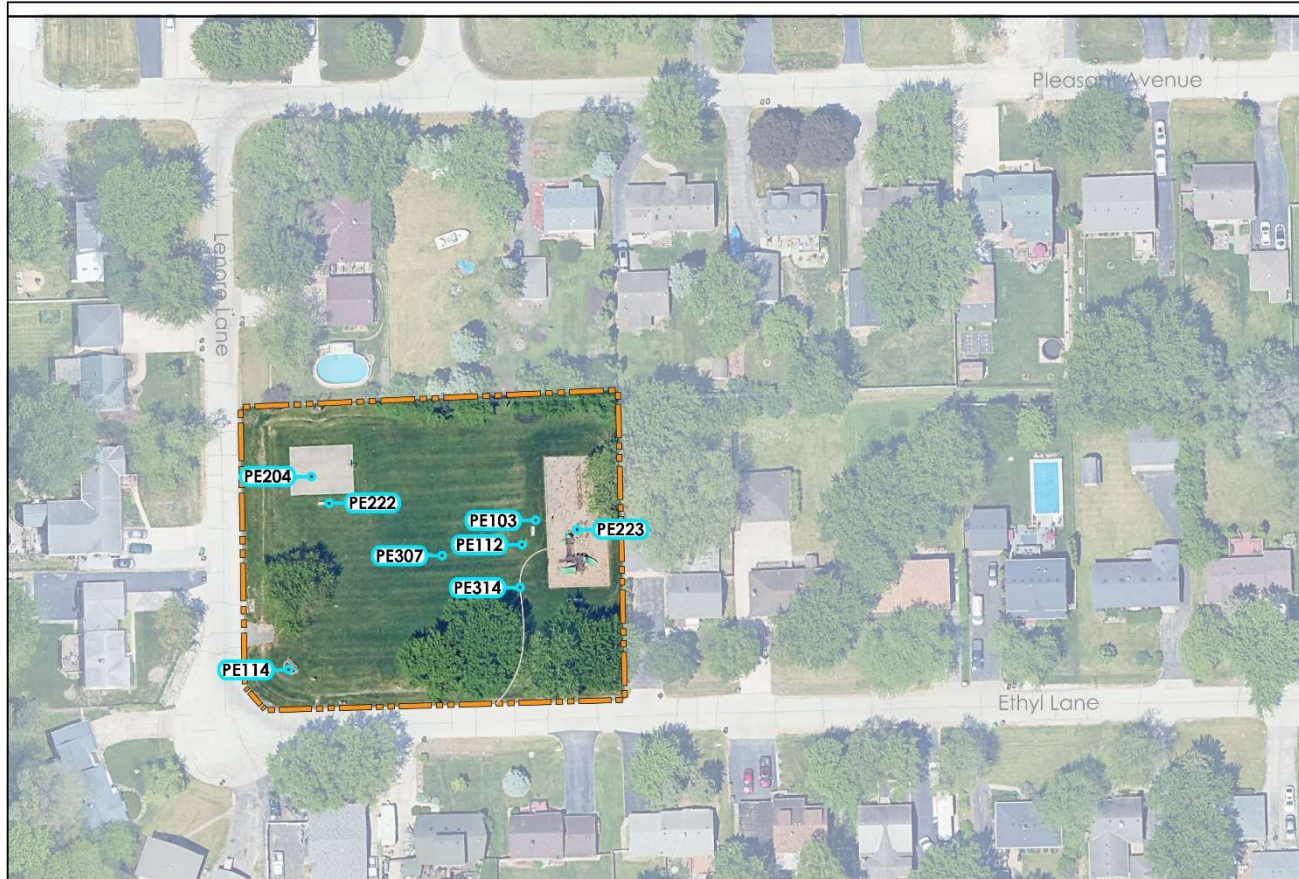 Pleasant Avenue
Lenore Lane
PE204
PE222
PE103
PE223
PE112
PE307
PE314
PE114
Ethyl Lane